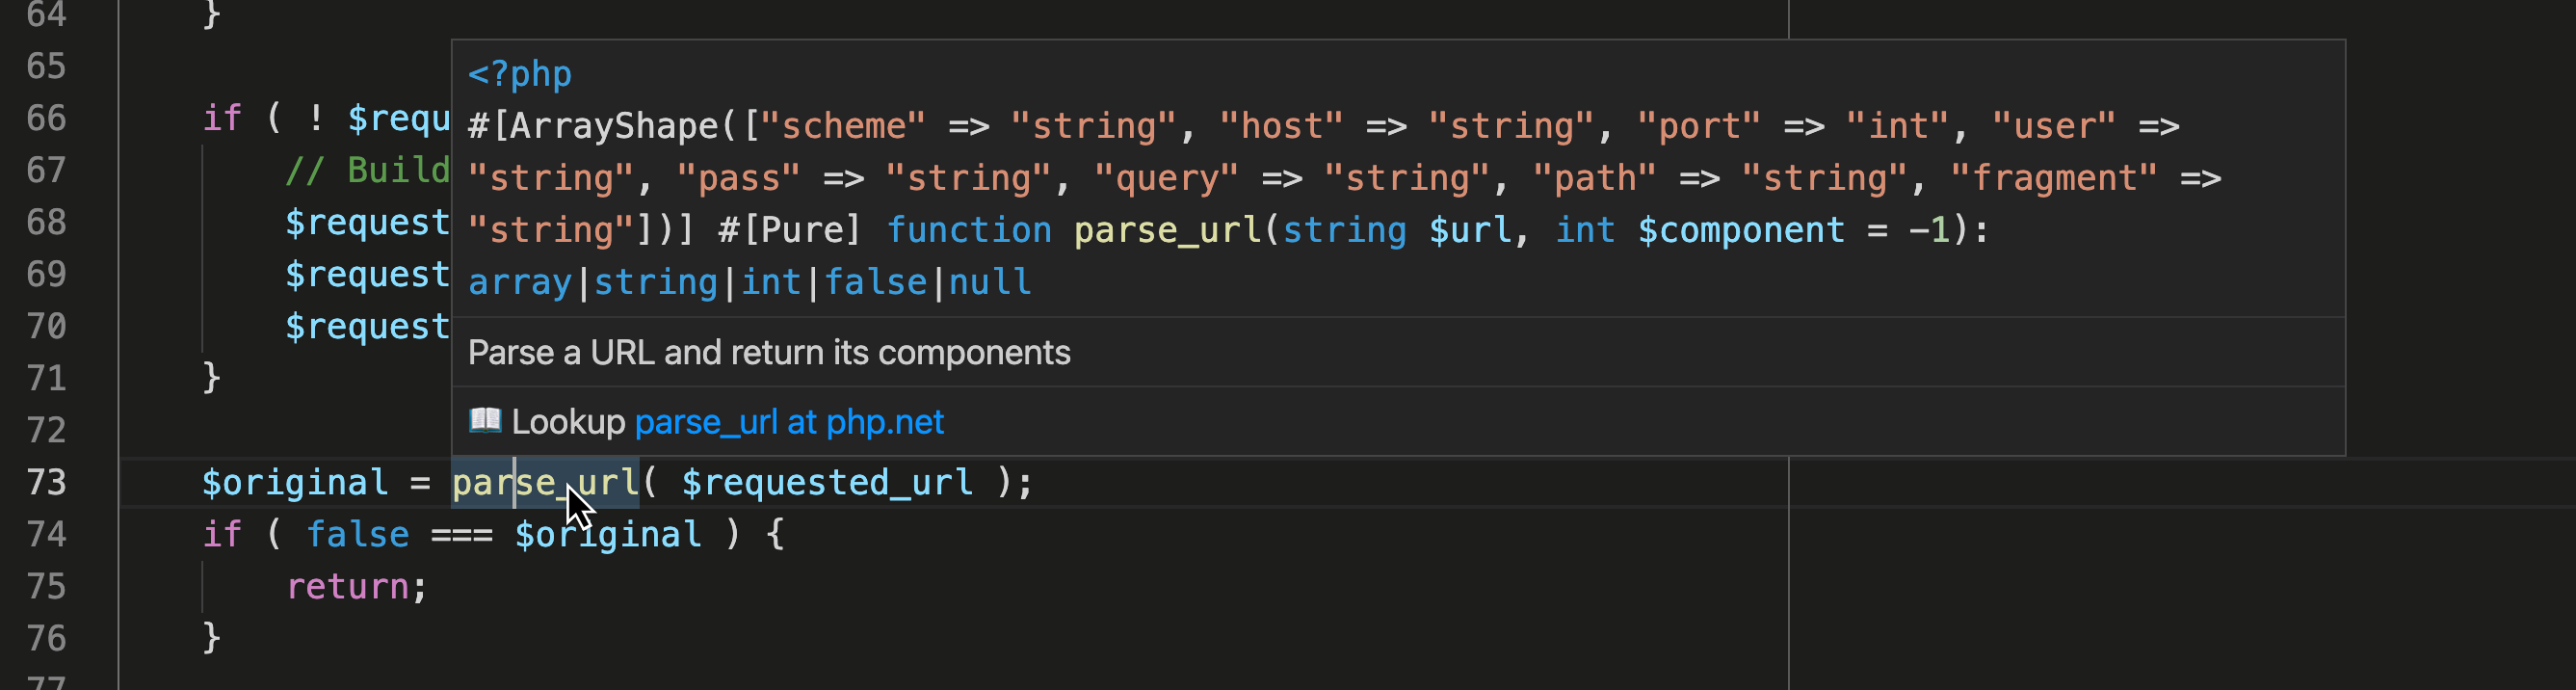 64 }
65
<?php
66 if ( ! $requ
#[ArrayShape(["scheme" => "string", "host" => "string", "port" => "int", "user" =>
67 // Build
"string", "pass" => "string", "query" => "string", "path" => "string", "fragment" =>
68 $request
"string"])] #[Pure] function parse_url(string $url, int $component = -1):
69 $request
array|string|int|false|null
70 $request
Parse a URL and return its components
71 }
72
📖 Lookup parse_url at php.net
73 $original = parse_url( $requested_url );
74 if ( false === $original ) {
75 return;
76 }
77